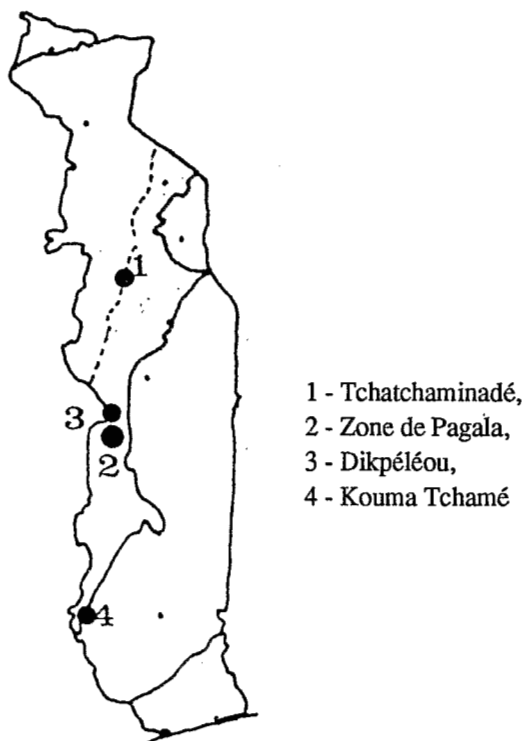 1
3
2
4
1 - Tchatchaminadé,
2 - Zone de Pagala,
3 - Dikpéléou,
4 - Kouma Tchamé